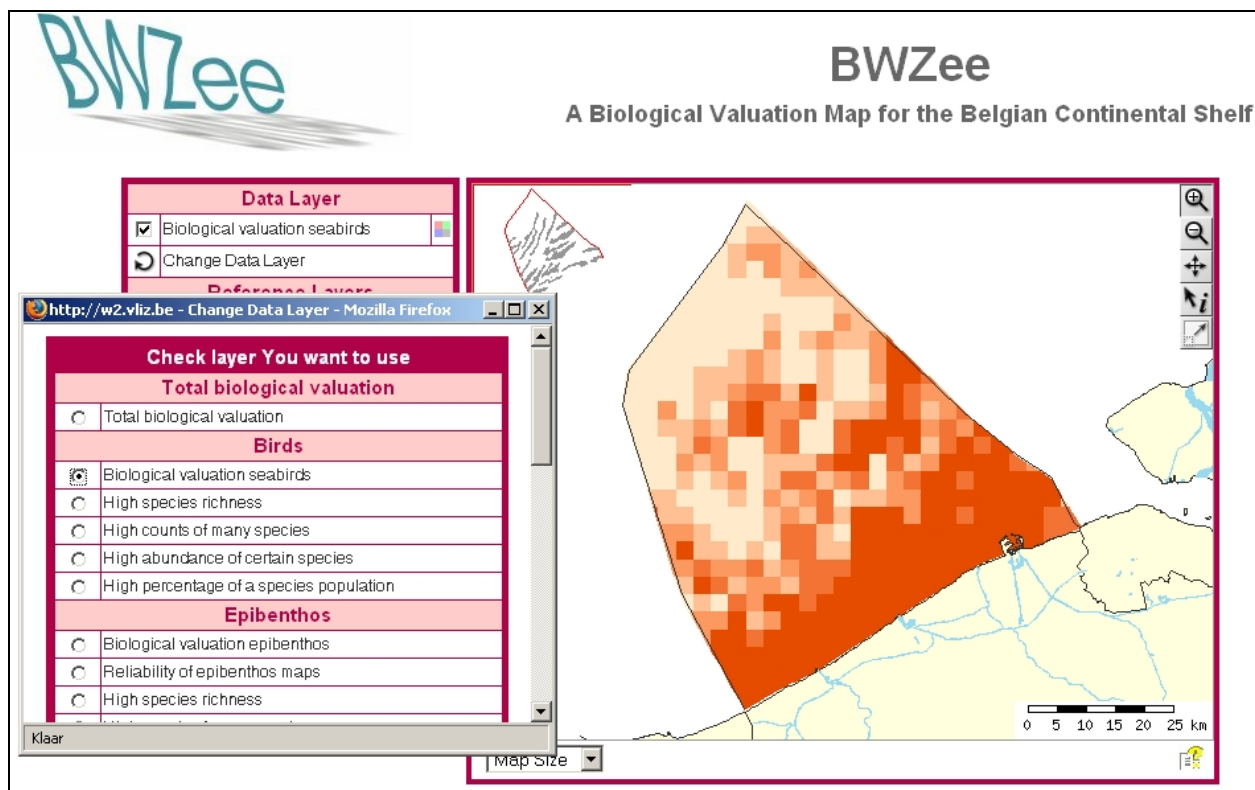 BWZee
BWZee
A Biological Valuation Map for the Belgian Continental Shelf
Data Layer
Biological valuation seabirds
Change Data Layer
Reference Layers
http://w2.vliz.be - Change Data Layer - Mozilla Firefox
Check layer You want to use
Total biological valuation
Total biological valuation
Birds
Biological valuation seabirds
High species richness
High counts of many species
High abundance of certain species
High percentage of a species population
Epibenthos
Biological valuation epibenthos
Reliability of epibenthos maps
High species richness
Klaar
i
0 5 10 15 20 25 km
Map Size